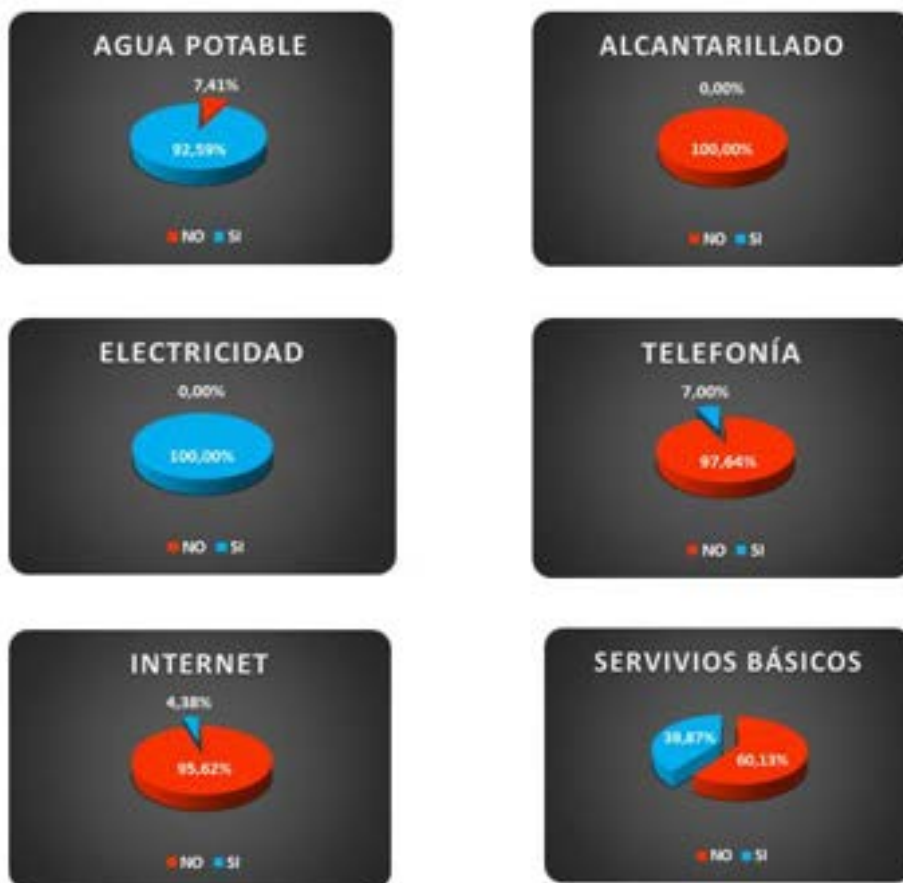 AGUA POTABLE
7,41%
92,59%
NO SI
ALCANTARILLADO
0,00%
100,00%
NO SI
ELECTRICIDAD
0,00%
100,00%
NO SI
TELEFONÍA
7,00%
97,64%
NO SI
INTERNET
4,38%
95,62%
NO SI
SERVIVIOS BÁSICOS
39,87%
60,13%
NO SI